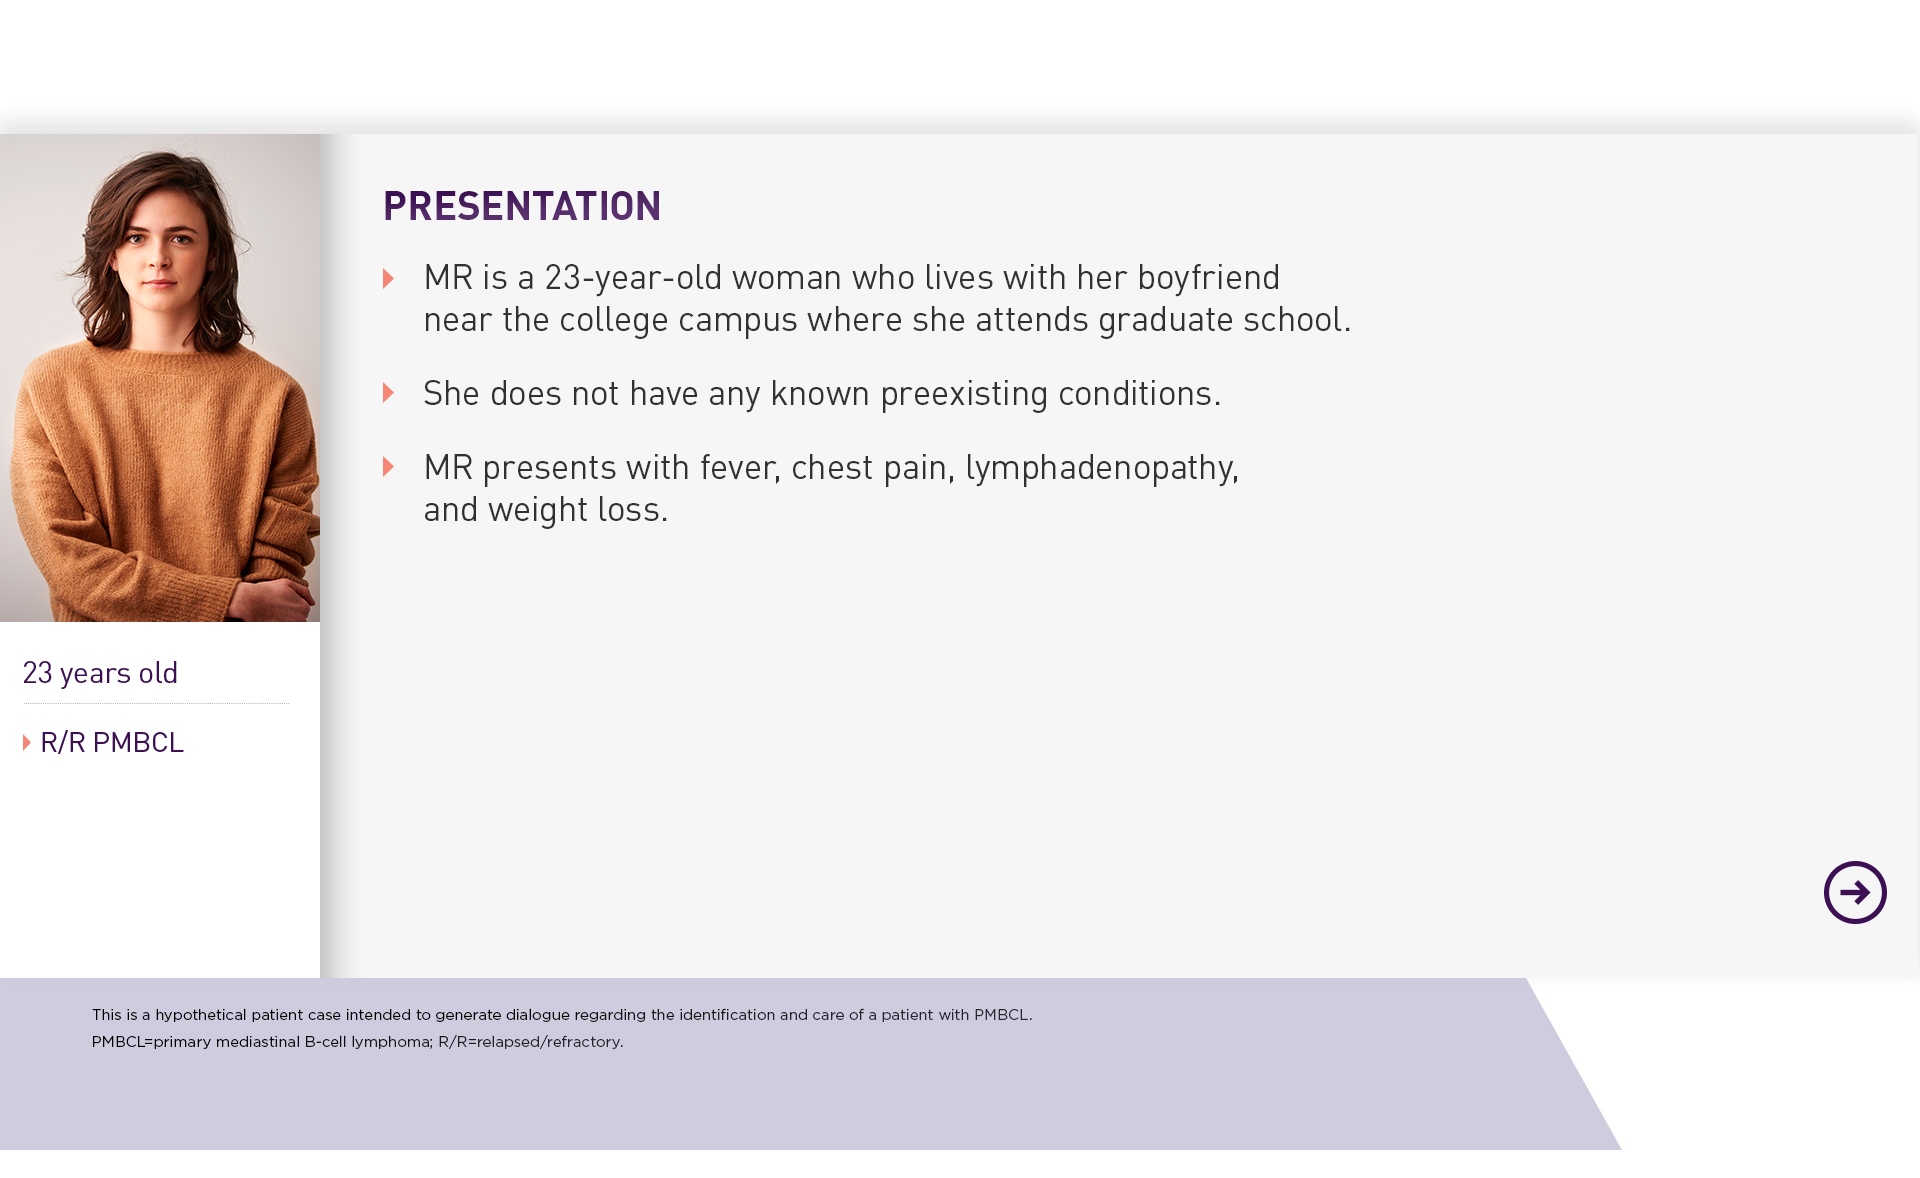 PRESENTATION
MR is a 23-year-old woman who lives with her boyfriend
near the college campus where she attends graduate school.
She does not have any known preexisting conditions.
MR presents with fever, chest pain, lymphadenopathy,
and weight loss.
23 years old
R/R PMBCL
This is a hypothetical patient case intended to generate dialogue regarding the identification and care of a patient with PMBCL.
PMBCL=primary mediastinal B-cell lymphoma; R/R=relapsed/refractory.